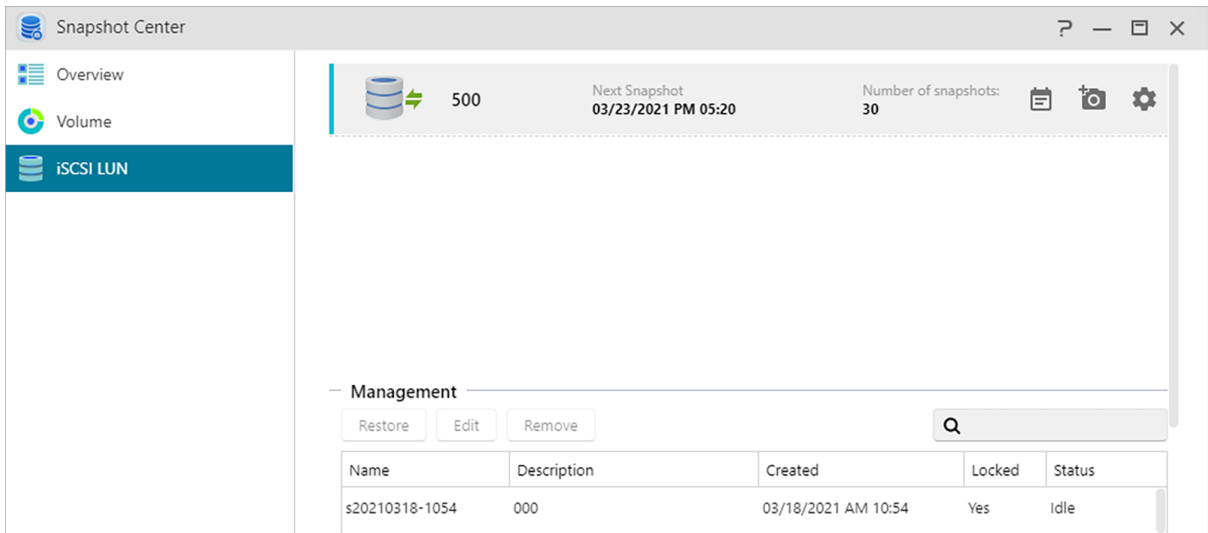 Snapshot Center
Overview
Volume
iSCSI LUN
500
Next Snapshot
03/23/2021 PM 05:20
Number of snapshots:
30
Management
Restore Edit Remove
Name Description Created Locked Status
s20210318-1054 000 03/18/2021 AM 10:54 Yes Idle